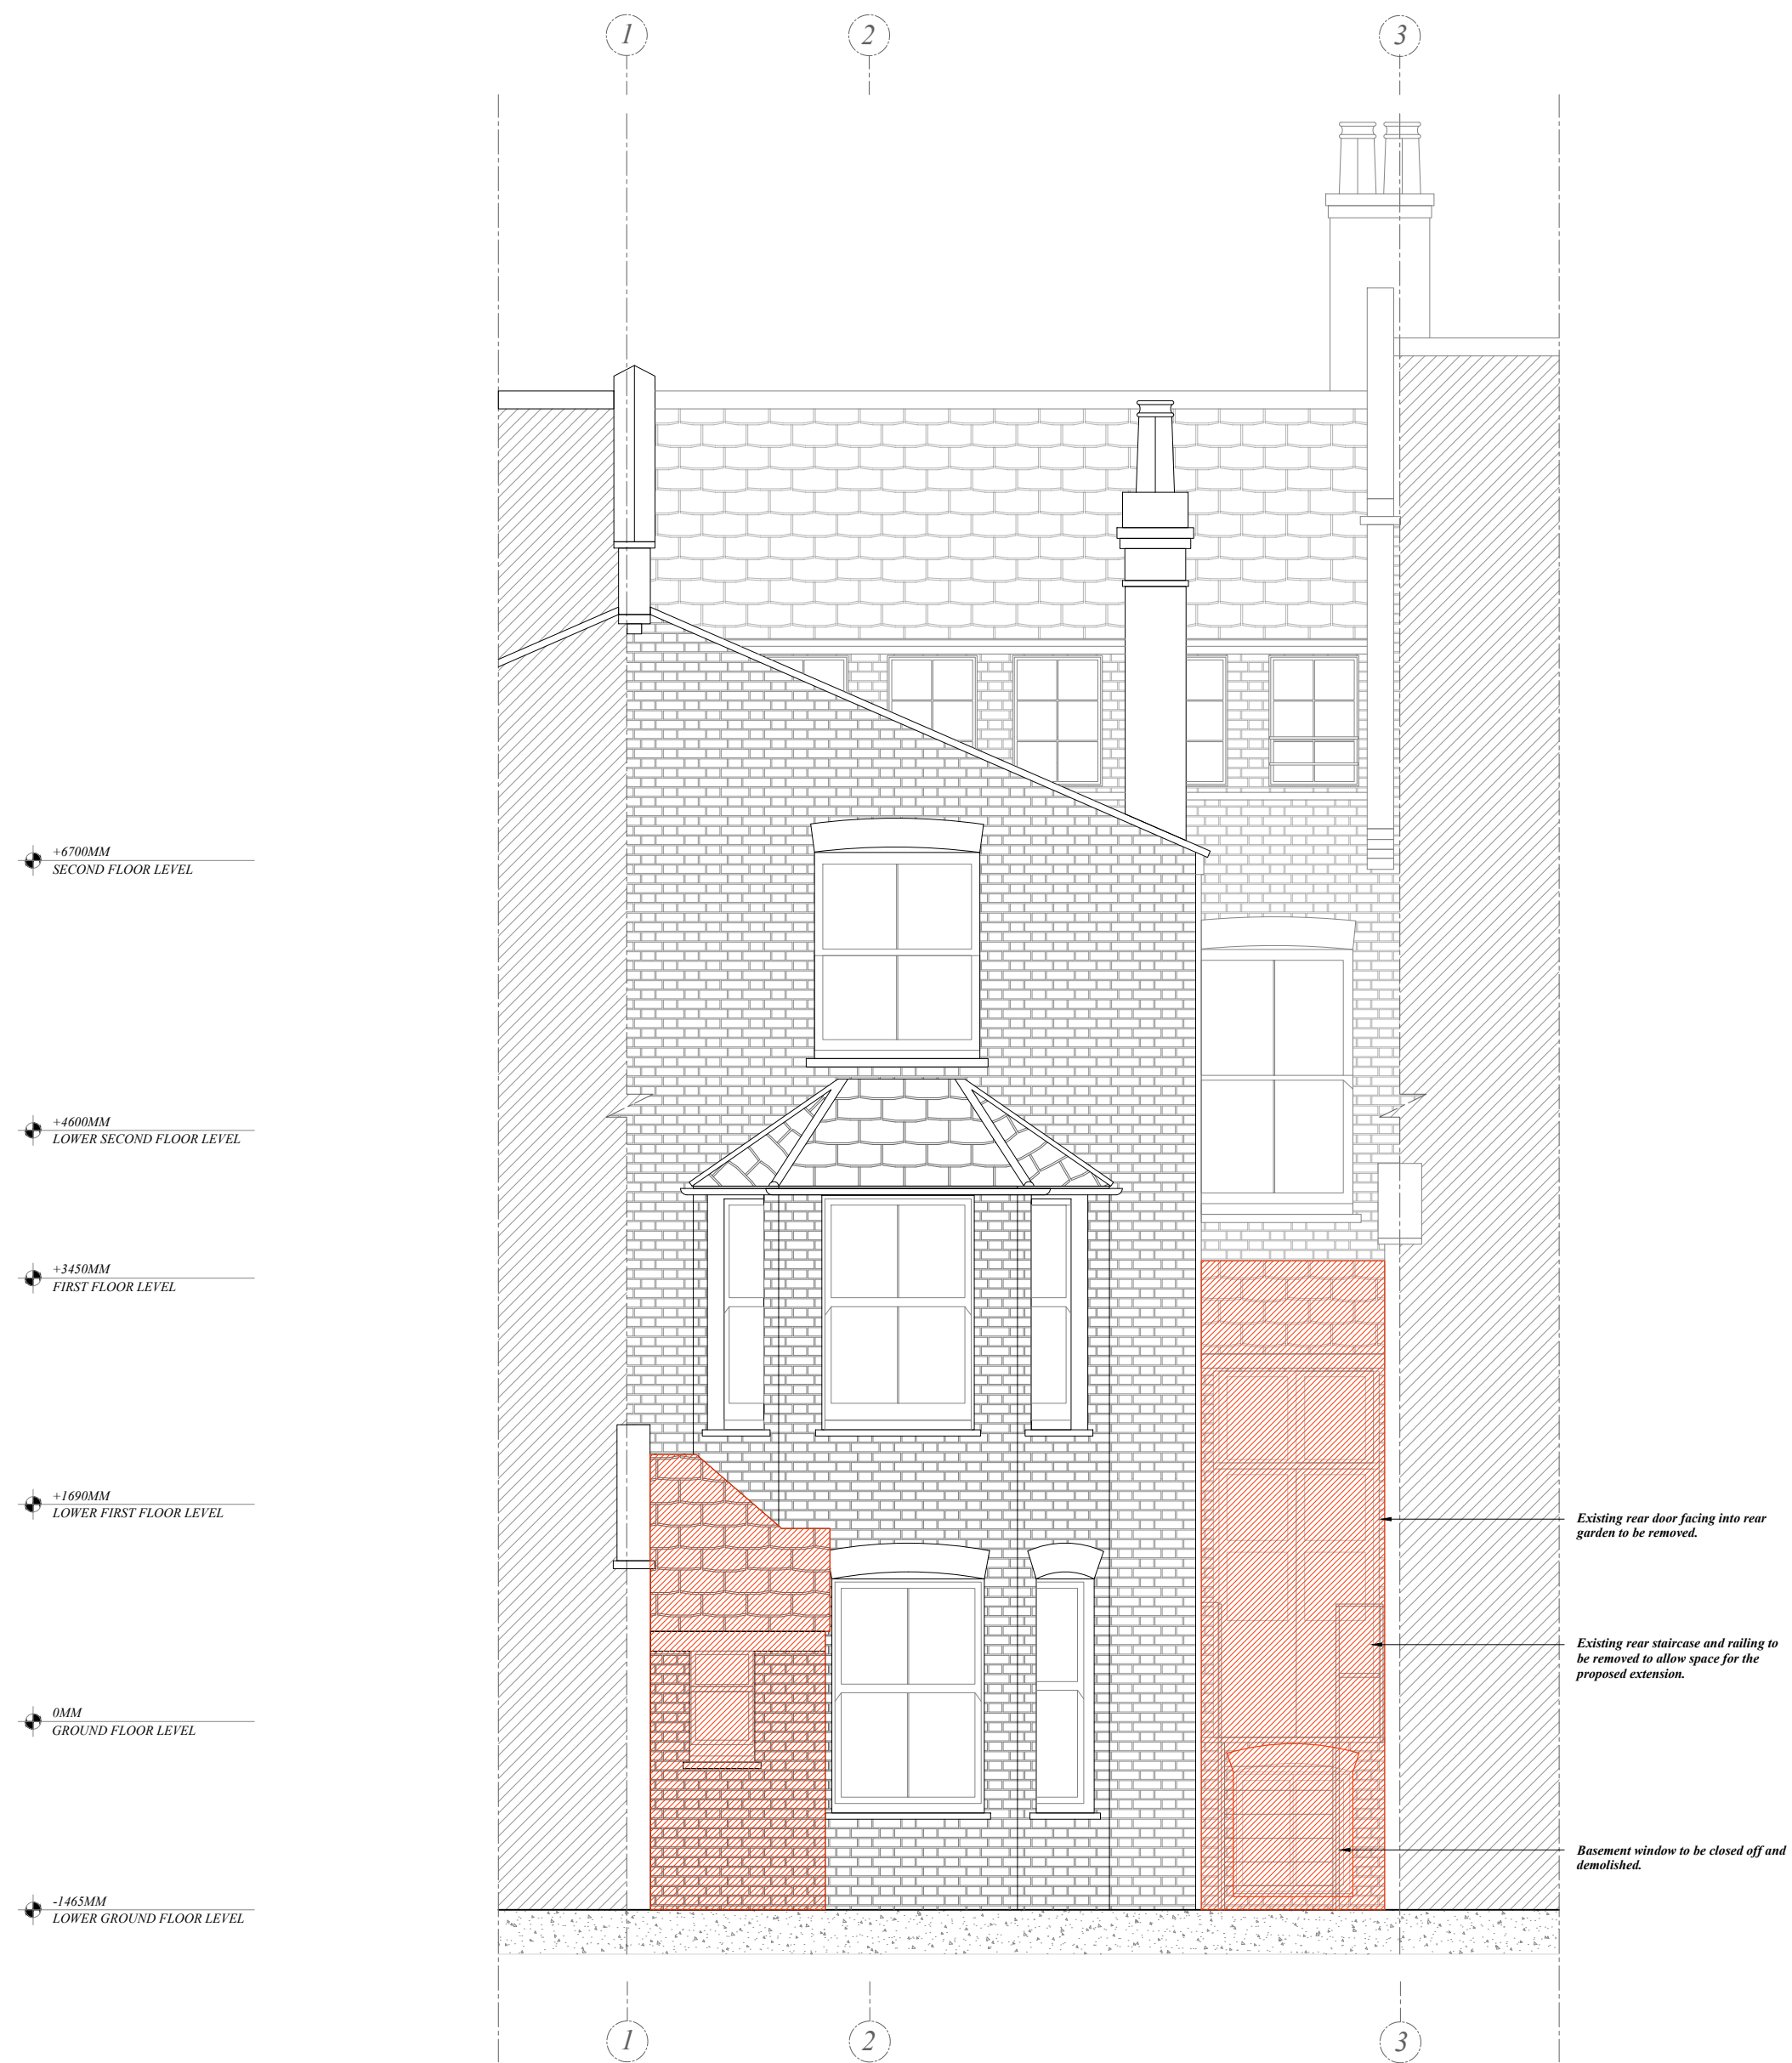 1 2 3
+6700MM
SECOND FLOOR LEVEL
+4600MM
LOWER SECOND FLOOR LEVEL
+3450MM
FIRST FLOOR LEVEL
+1690MM
LOWER FIRST FLOOR LEVEL
Existing rear door facing into rear
garden to be removed.
Existing rear staircase and railing to
be removed to allow space for the
proposed extension.
0MM
GROUND FLOOR LEVEL
Basement window to be closed off and
demolished.
-1465MM
LOWER GROUND FLOOR LEVEL
1 2 3